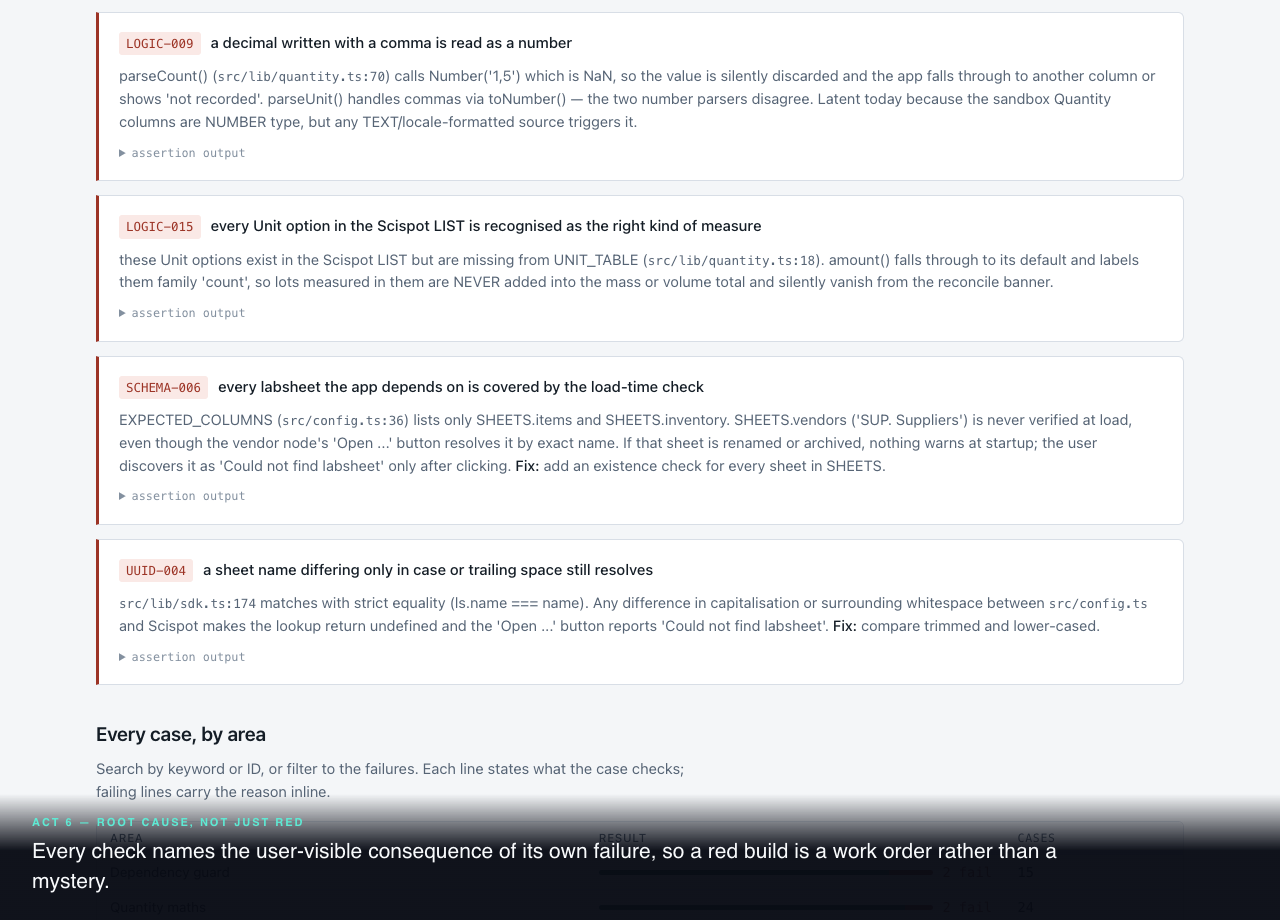 LOGIC-009 a decimal written with a comma is read as a number
parseCount() (src/lib/quantity.ts:70) calls Number('1,5') which is NaN, so the value is silently discarded and the app falls through to another column or
shows 'not recorded'. parseUnit() handles commas via toNumber() — the two number parsers disagree. Latent today because the sandbox Quantity
columns are NUMBER type, but any TEXT/locale-formatted source triggers it.
▶ assertion output
LOGIC-015 every Unit option in the Scispot LIST is recognised as the right kind of measure
these Unit options exist in the Scispot LIST but are missing from UNIT_TABLE (src/lib/quantity.ts:18). amount() falls through to its default and labels
them family 'count', so lots measured in them are NEVER added into the mass or volume total and silently vanish from the reconcile banner.
▶ assertion output
SCHEMA-006 every labsheet the app depends on is covered by the load-time check
EXPECTED_COLUMNS (src/config.ts:36) lists only SHEETS.items and SHEETS.inventory. SHEETS.vendors ('SUP. Suppliers') is never verified at load,
even though the vendor node's 'Open ...' button resolves it by exact name. If that sheet is renamed or archived, nothing warns at startup; the user
discovers it as 'Could not find labsheet' only after clicking. Fix: add an existence check for every sheet in SHEETS.
▶ assertion output
UUID-004 a sheet name differing only in case or trailing space still resolves
src/lib/sdk.ts:174 matches with strict equality (ls.name === name). Any difference in capitalisation or surrounding whitespace between src/config.ts
and Scispot makes the lookup return undefined and the 'Open ...' button reports 'Could not find labsheet'. Fix: compare trimmed and lower-cased.
▶ assertion output
Every case, by area
Search by keyword or ID, or filter to the failures. Each line states what the case checks;
failing lines carry the reason inline.
ACT 6 — ROOT CAUSE, NOT JUST RED
AREA RESULT CASES
Every check names the user-visible consequence of its own failure, so a red build is a work order rather than a
mystery.
Dependency guard 2 fail 15
Quantity maths 2 fail 24